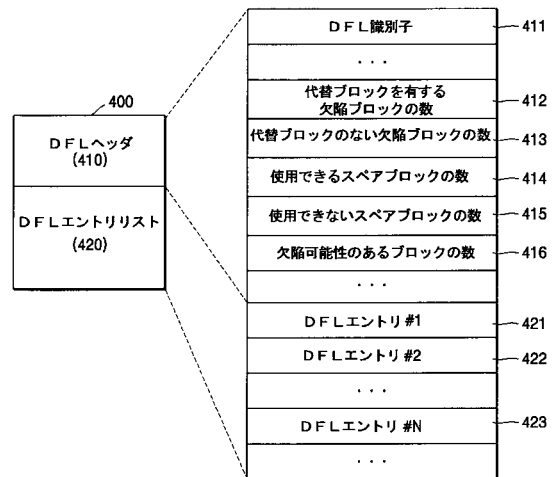 400
DFLヘッダ
(410)
DFLエントリリスト
(420)
DFL識別子
411
・・・
代替ブロックを有する
欠陥ブロックの数
412
代替ブロックのない欠陥ブロックの数
413
使用できるスペアブロックの数
414
使用できないスペアブロックの数
415
欠陥可能性のあるブロックの数
416
・・・
DFLエントリ #1
421
DFLエントリ #2
422
・・・
DFLエントリ #N
423
・・・